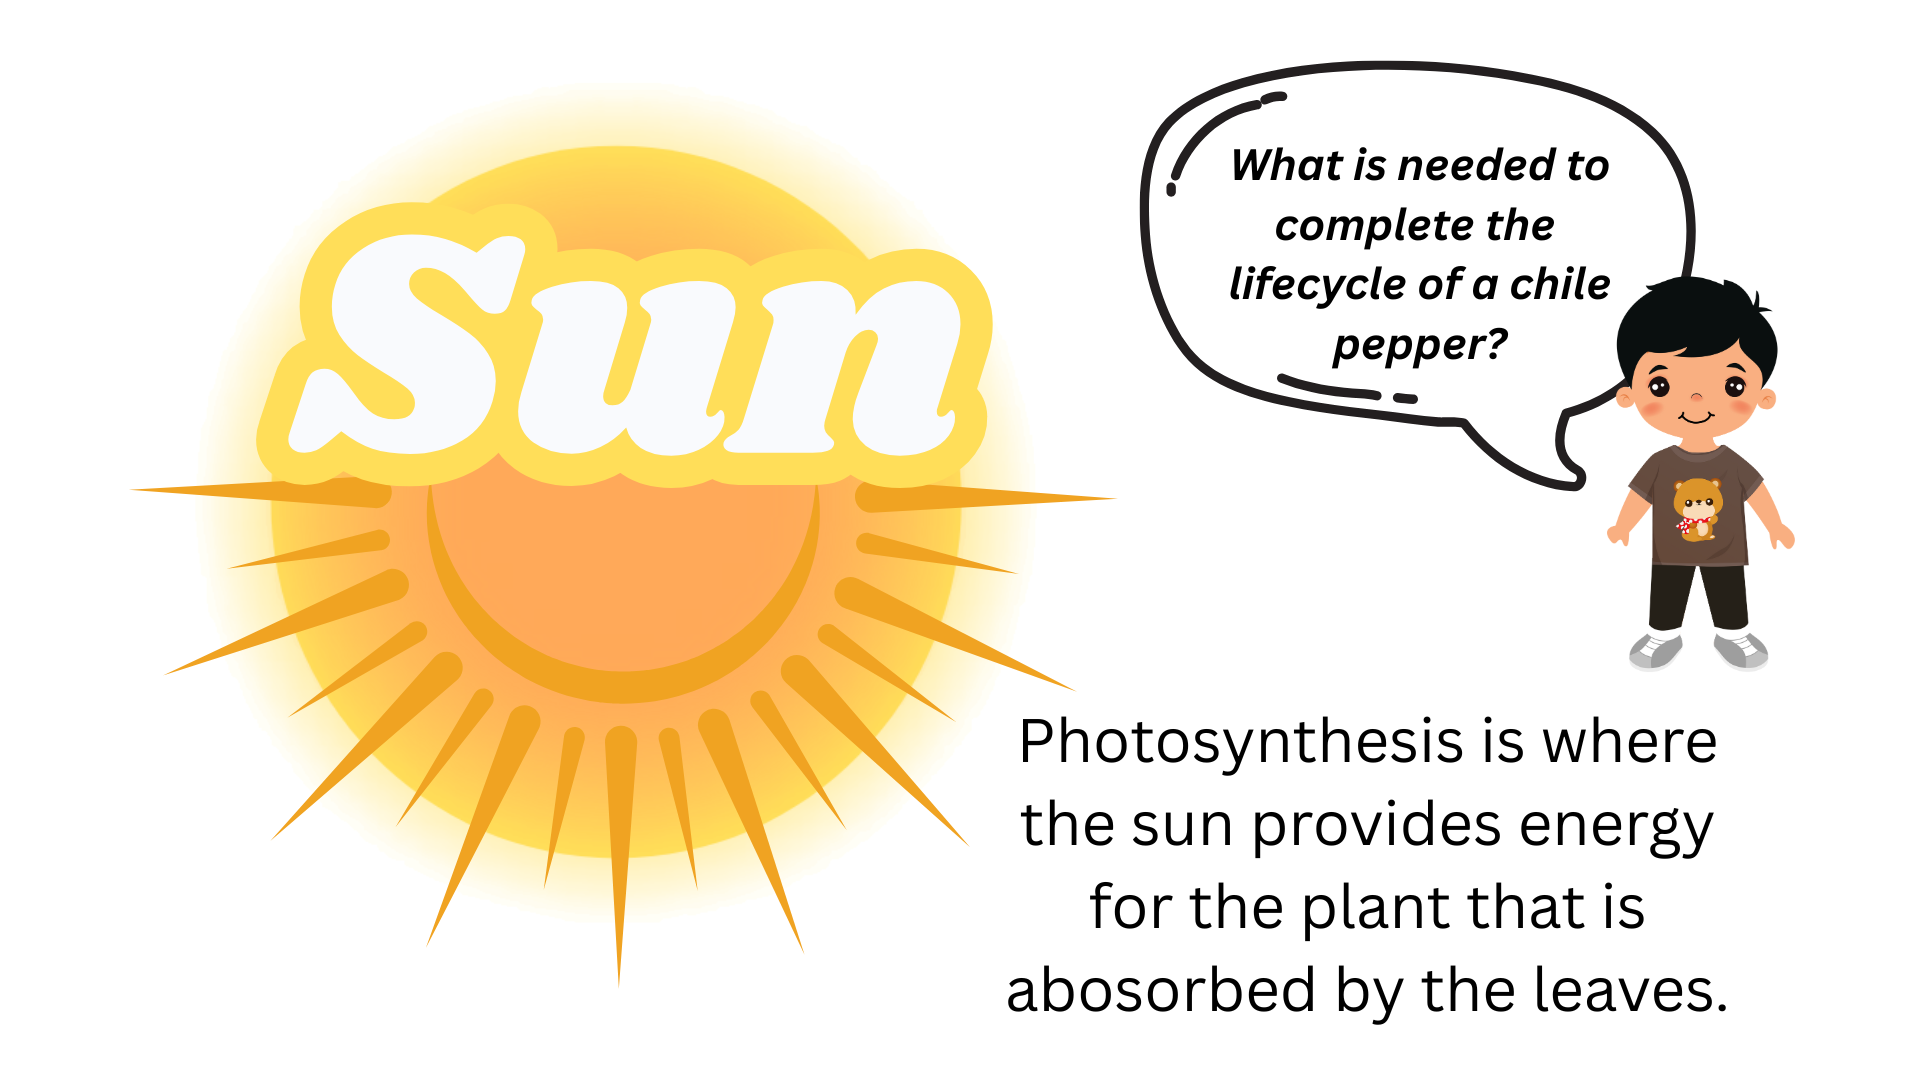 Sun
What is needed to
complete the
lifecycle of a chile
pepper?
Photosynthesis is where
the sun provides energy
for the plant that is
abosorbed by the leaves.